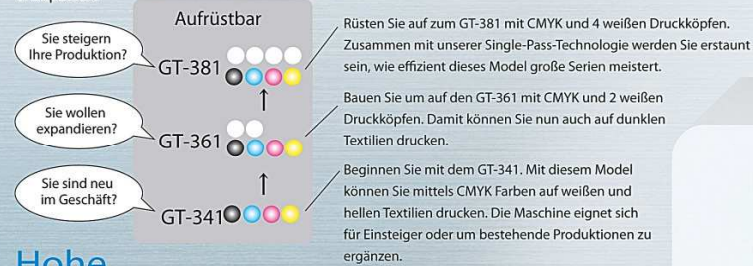 Aufrüstbar
Sie steigern
Ihre Produktion?
GT-381
Rüsten Sie auf zum GT-381 mit CMYK und 4 weißen Druckköpfen.
Zusammen mit unserer Single-Pass-Technologie werden Sie erstaunt
sein, wie effizient dieses Model große Serien meistert.
Sie wollen
expandieren?
GT-361
Bauen Sie um auf den GT-361 mit CMYK und 2 weißen
Druckköpfen. Damit können Sie nun auch auf dunklen
Textilien drucken.
Sie sind neu
im Geschäft?
GT-341
Beginnen Sie mit dem GT-341. Mit diesem Model
können Sie mittels CMYK Farben auf weißen und
hellen Textilien drucken. Die Maschine eignet sich
für Einsteiger oder um bestehende Produktionen zu
ergänzen.
Hohe